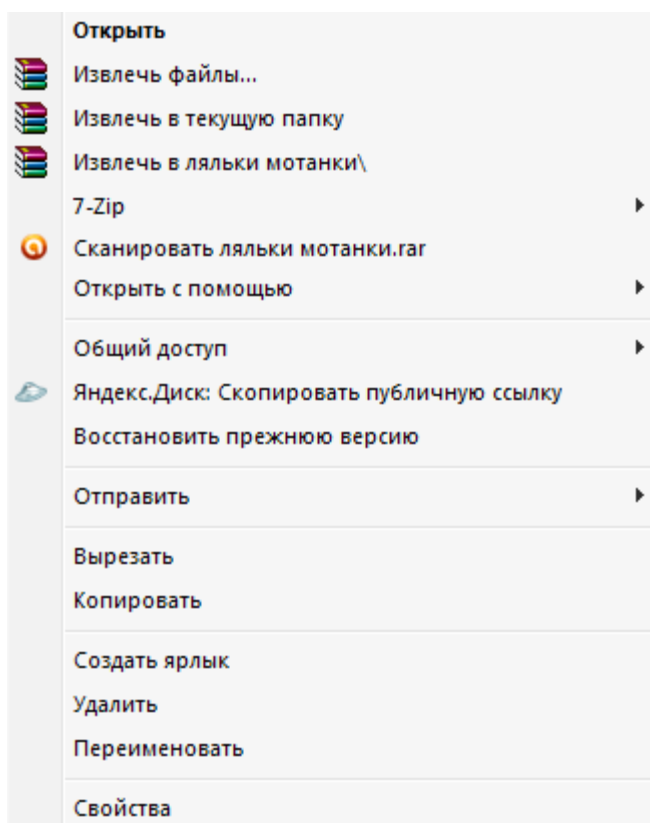 Открыть
Извлечь файлы...
Извлечь в текущую папку
Извлечь в ляльки мотанки\
7-Zip
Сканировать ляльки мотанки.rar
Открыть с помощью
Общий доступ
Яндекс.Диск: Скопировать публичную ссылку
Восстановить прежнюю версию
Отправить
Вырезать
Копировать
Создать ярлык
Удалить
Переименовать
Свойства